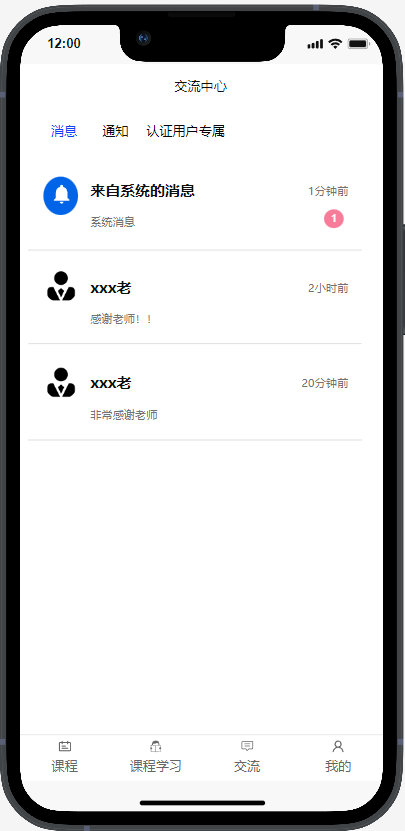 12:00
交流中心
消息 通知 认证用户专属
来自系统的消息 1分钟前
系统消息 1
xxx老 2小时前
感谢老师！！
xxx老 20分钟前
非常感谢老师
课程 课程学习 交流 我的